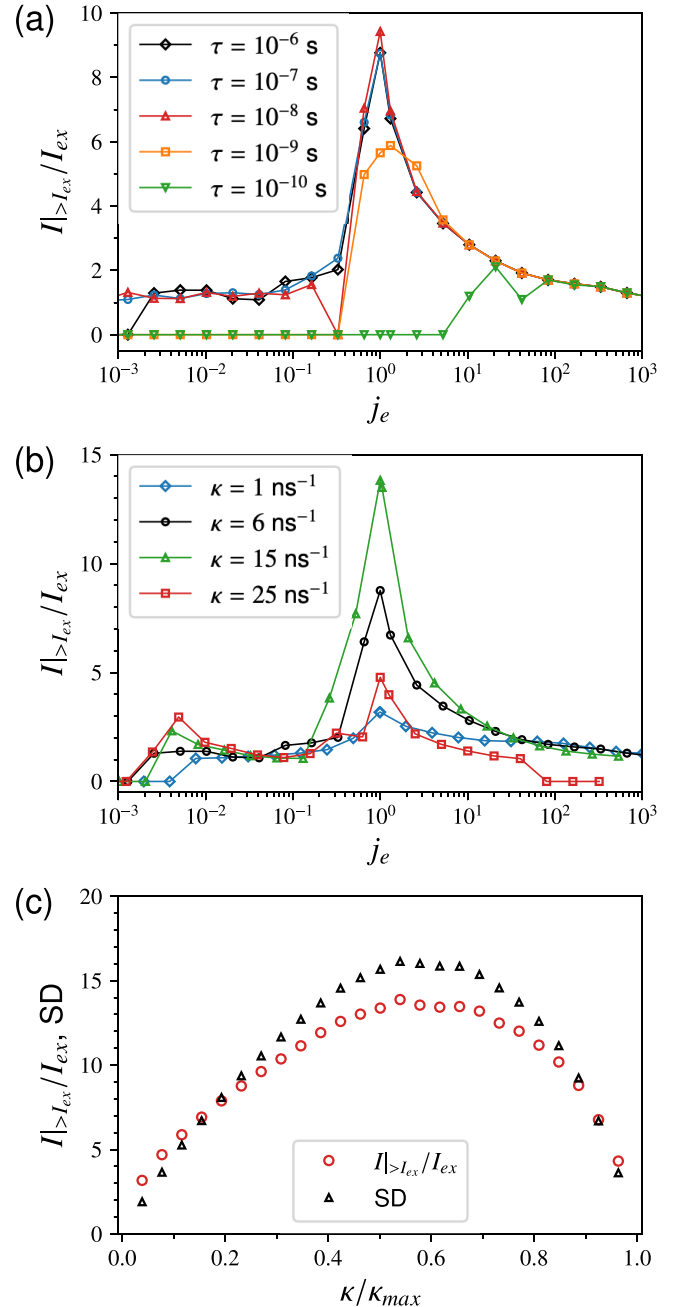 (a)
10
8
6
4
2
0
I|>Iex/Iex
τ = 10⁻⁶ s
τ = 10⁻⁷ s
τ = 10⁻⁸ s
τ = 10⁻⁹ s
τ = 10⁻¹⁰ s
10⁻³ 10⁻² 10⁻¹ 10⁰ 10¹ 10² 10³
je
(b)
15
10
5
0
I|>Iex/Iex
κ = 1 ns⁻¹
κ = 6 ns⁻¹
κ = 15 ns⁻¹
κ = 25 ns⁻¹
10⁻³ 10⁻² 10⁻¹ 10⁰ 10¹ 10² 10³
je
(c)
20
15
10
5
0
I|>Iex/Iex, SD
I|>Iex/Iex
SD
0.0 0.2 0.4 0.6 0.8 1.0
κ/κmax